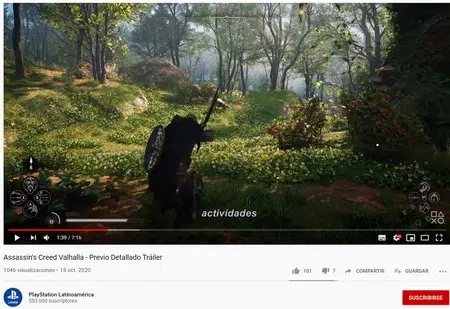 actividades
1:39 / 7:16
Assassin's Creed Valhalla - Previo Detallado Tráiler
1046 visualizaciones • 15 oct. 2020
101
7
COMPARTIR
GUARDAR
PlayStation Latinoamérica
533.000 suscriptores
SUSCRIBIRSE